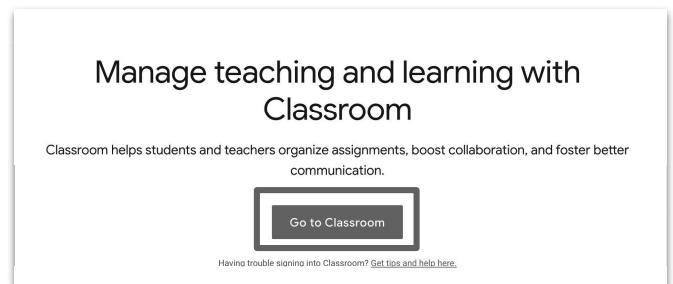 Manage teaching and learning with
Classroom
Classroom helps students and teachers organize assignments, boost collaboration, and foster better
communication.
Go to Classroom
Having trouble signing into Classroom? Get tips and help here.